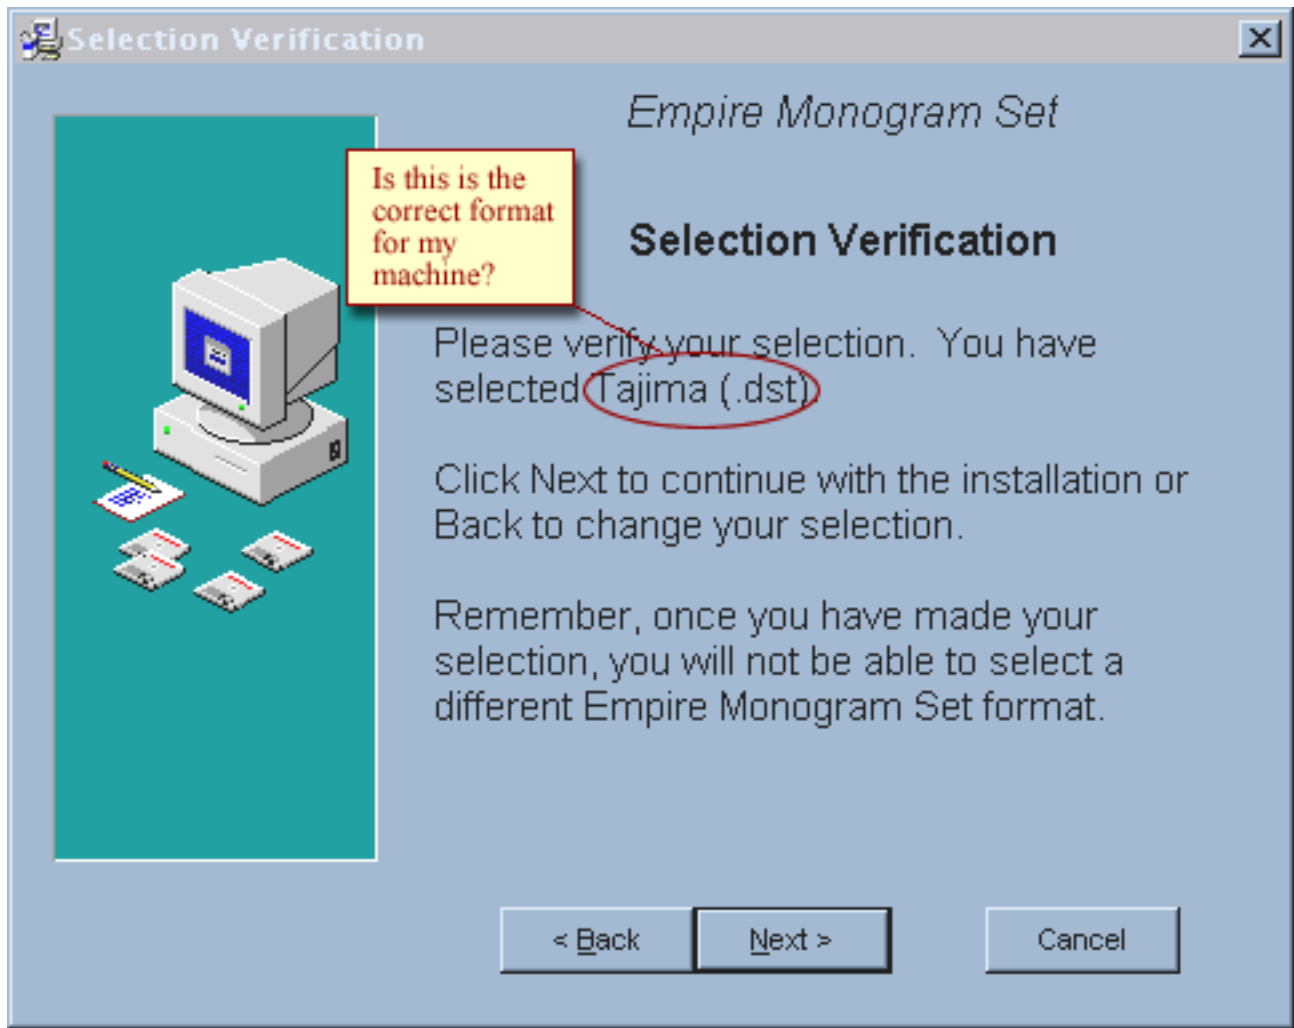 Selection Verification
Empire Monogram Set
Is this is the
correct format
for my
machine?
Selection Verification
Please verify your selection.  You have
selected Tajima (.dst).
Click Next to continue with the installation or
Back to change your selection.
Remember, once you have made your
selection, you will not be able to select a
different Empire Monogram Set format.
< Back
Next >
Cancel